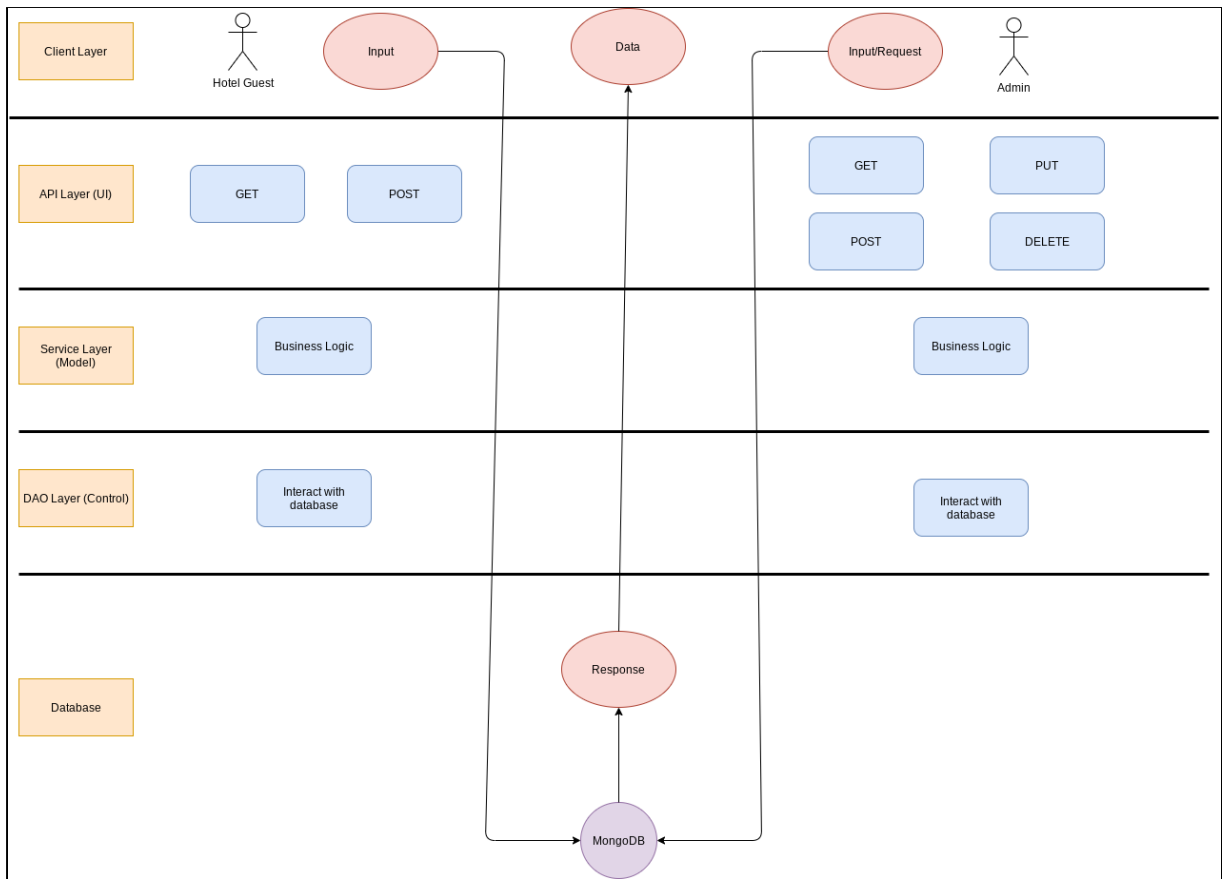 Client Layer
Hotel Guest
Input
Data
Input/Request
Admin
API Layer (UI)
GET
POST
GET
PUT
POST
DELETE
Service Layer
(Model)
Business Logic
Business Logic
DAO Layer (Control)
Interact with
database
Interact with
database
Response
Database
MongoDB